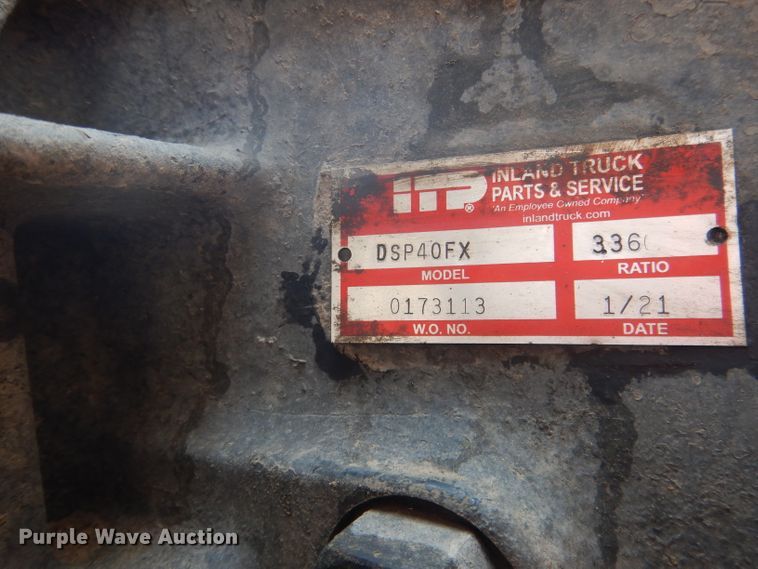 ITP® INLAND TRUCK
PARTS & SERVICE
"An Employee Owned Company"
inlandtruck.com
DSP40FX 336
MODEL RATIO
0173113 1/21
W.O. NO. DATE
Purple Wave Auction®